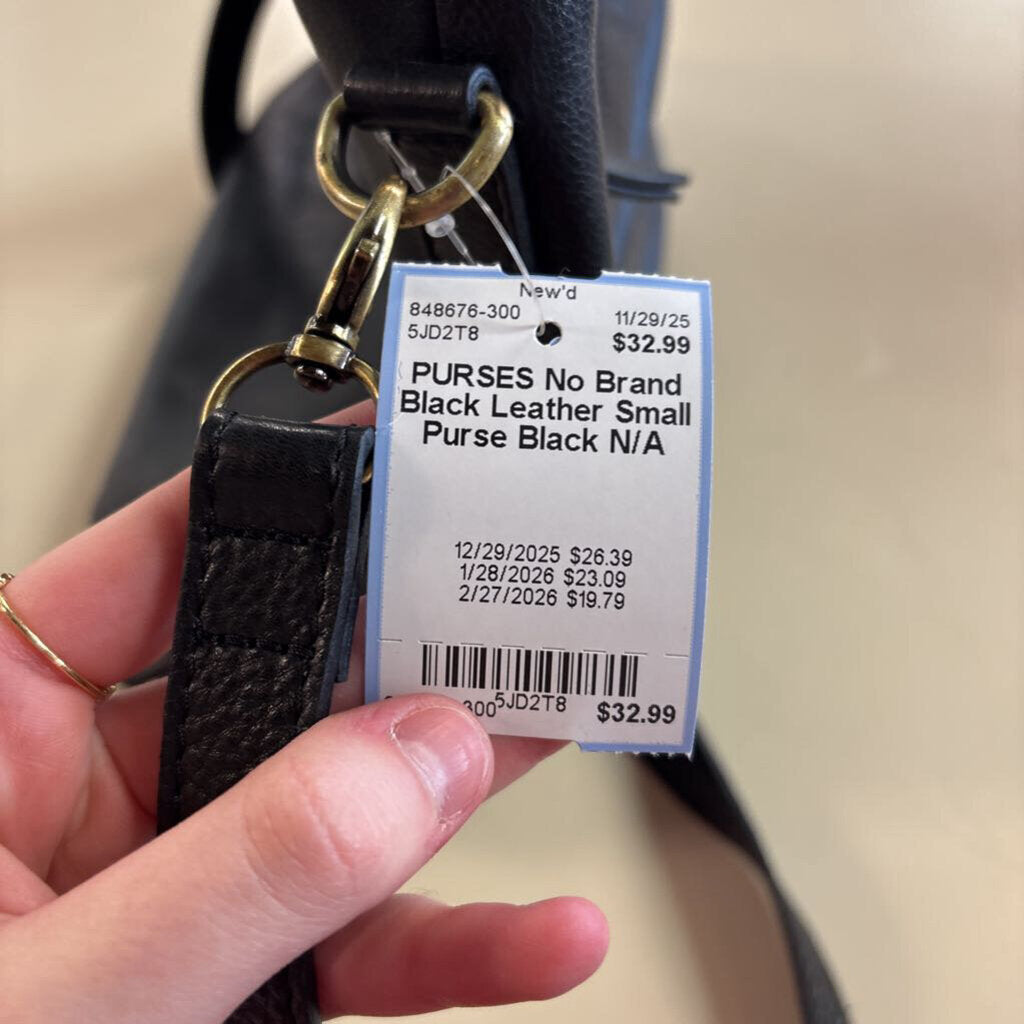 New'd
848676-300 11/29/25
5JD2T8 $32.99
PURSES No Brand
Black Leather Small
Purse Black N/A
12/29/2025 $26.39
1/28/2026 $23.09
2/27/2026 $19.79
300 5JD2T8 $32.99